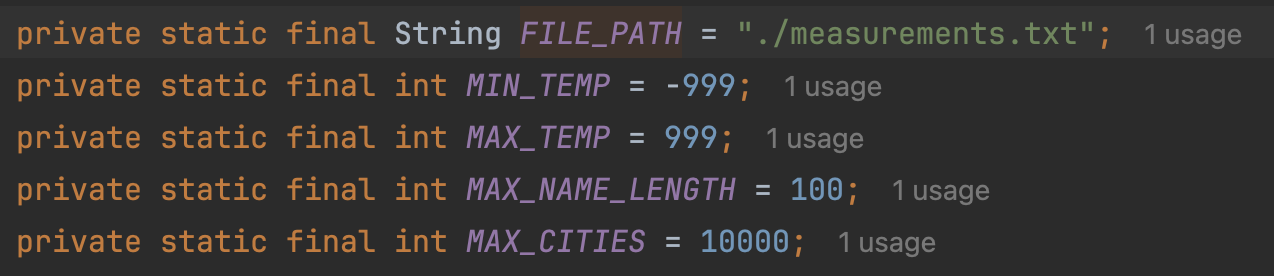 private static final String FILE_PATH = "./measurements.txt"; 1 usage
private static final int MIN_TEMP = -999; 1 usage
private static final int MAX_TEMP = 999; 1 usage
private static final int MAX_NAME_LENGTH = 100; 1 usage
private static final int MAX_CITIES = 10000; 1 usage